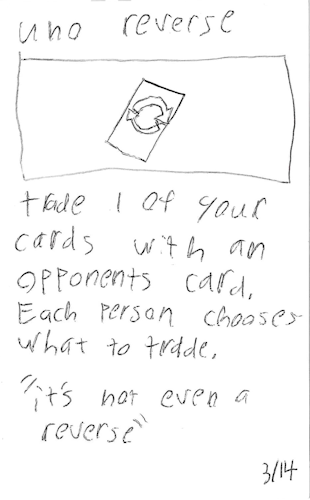 uno reverse
trade 1 of your
cards with an
opponents card.
Each person chooses
what to trade.
"it's not even a
reverse"
3/14